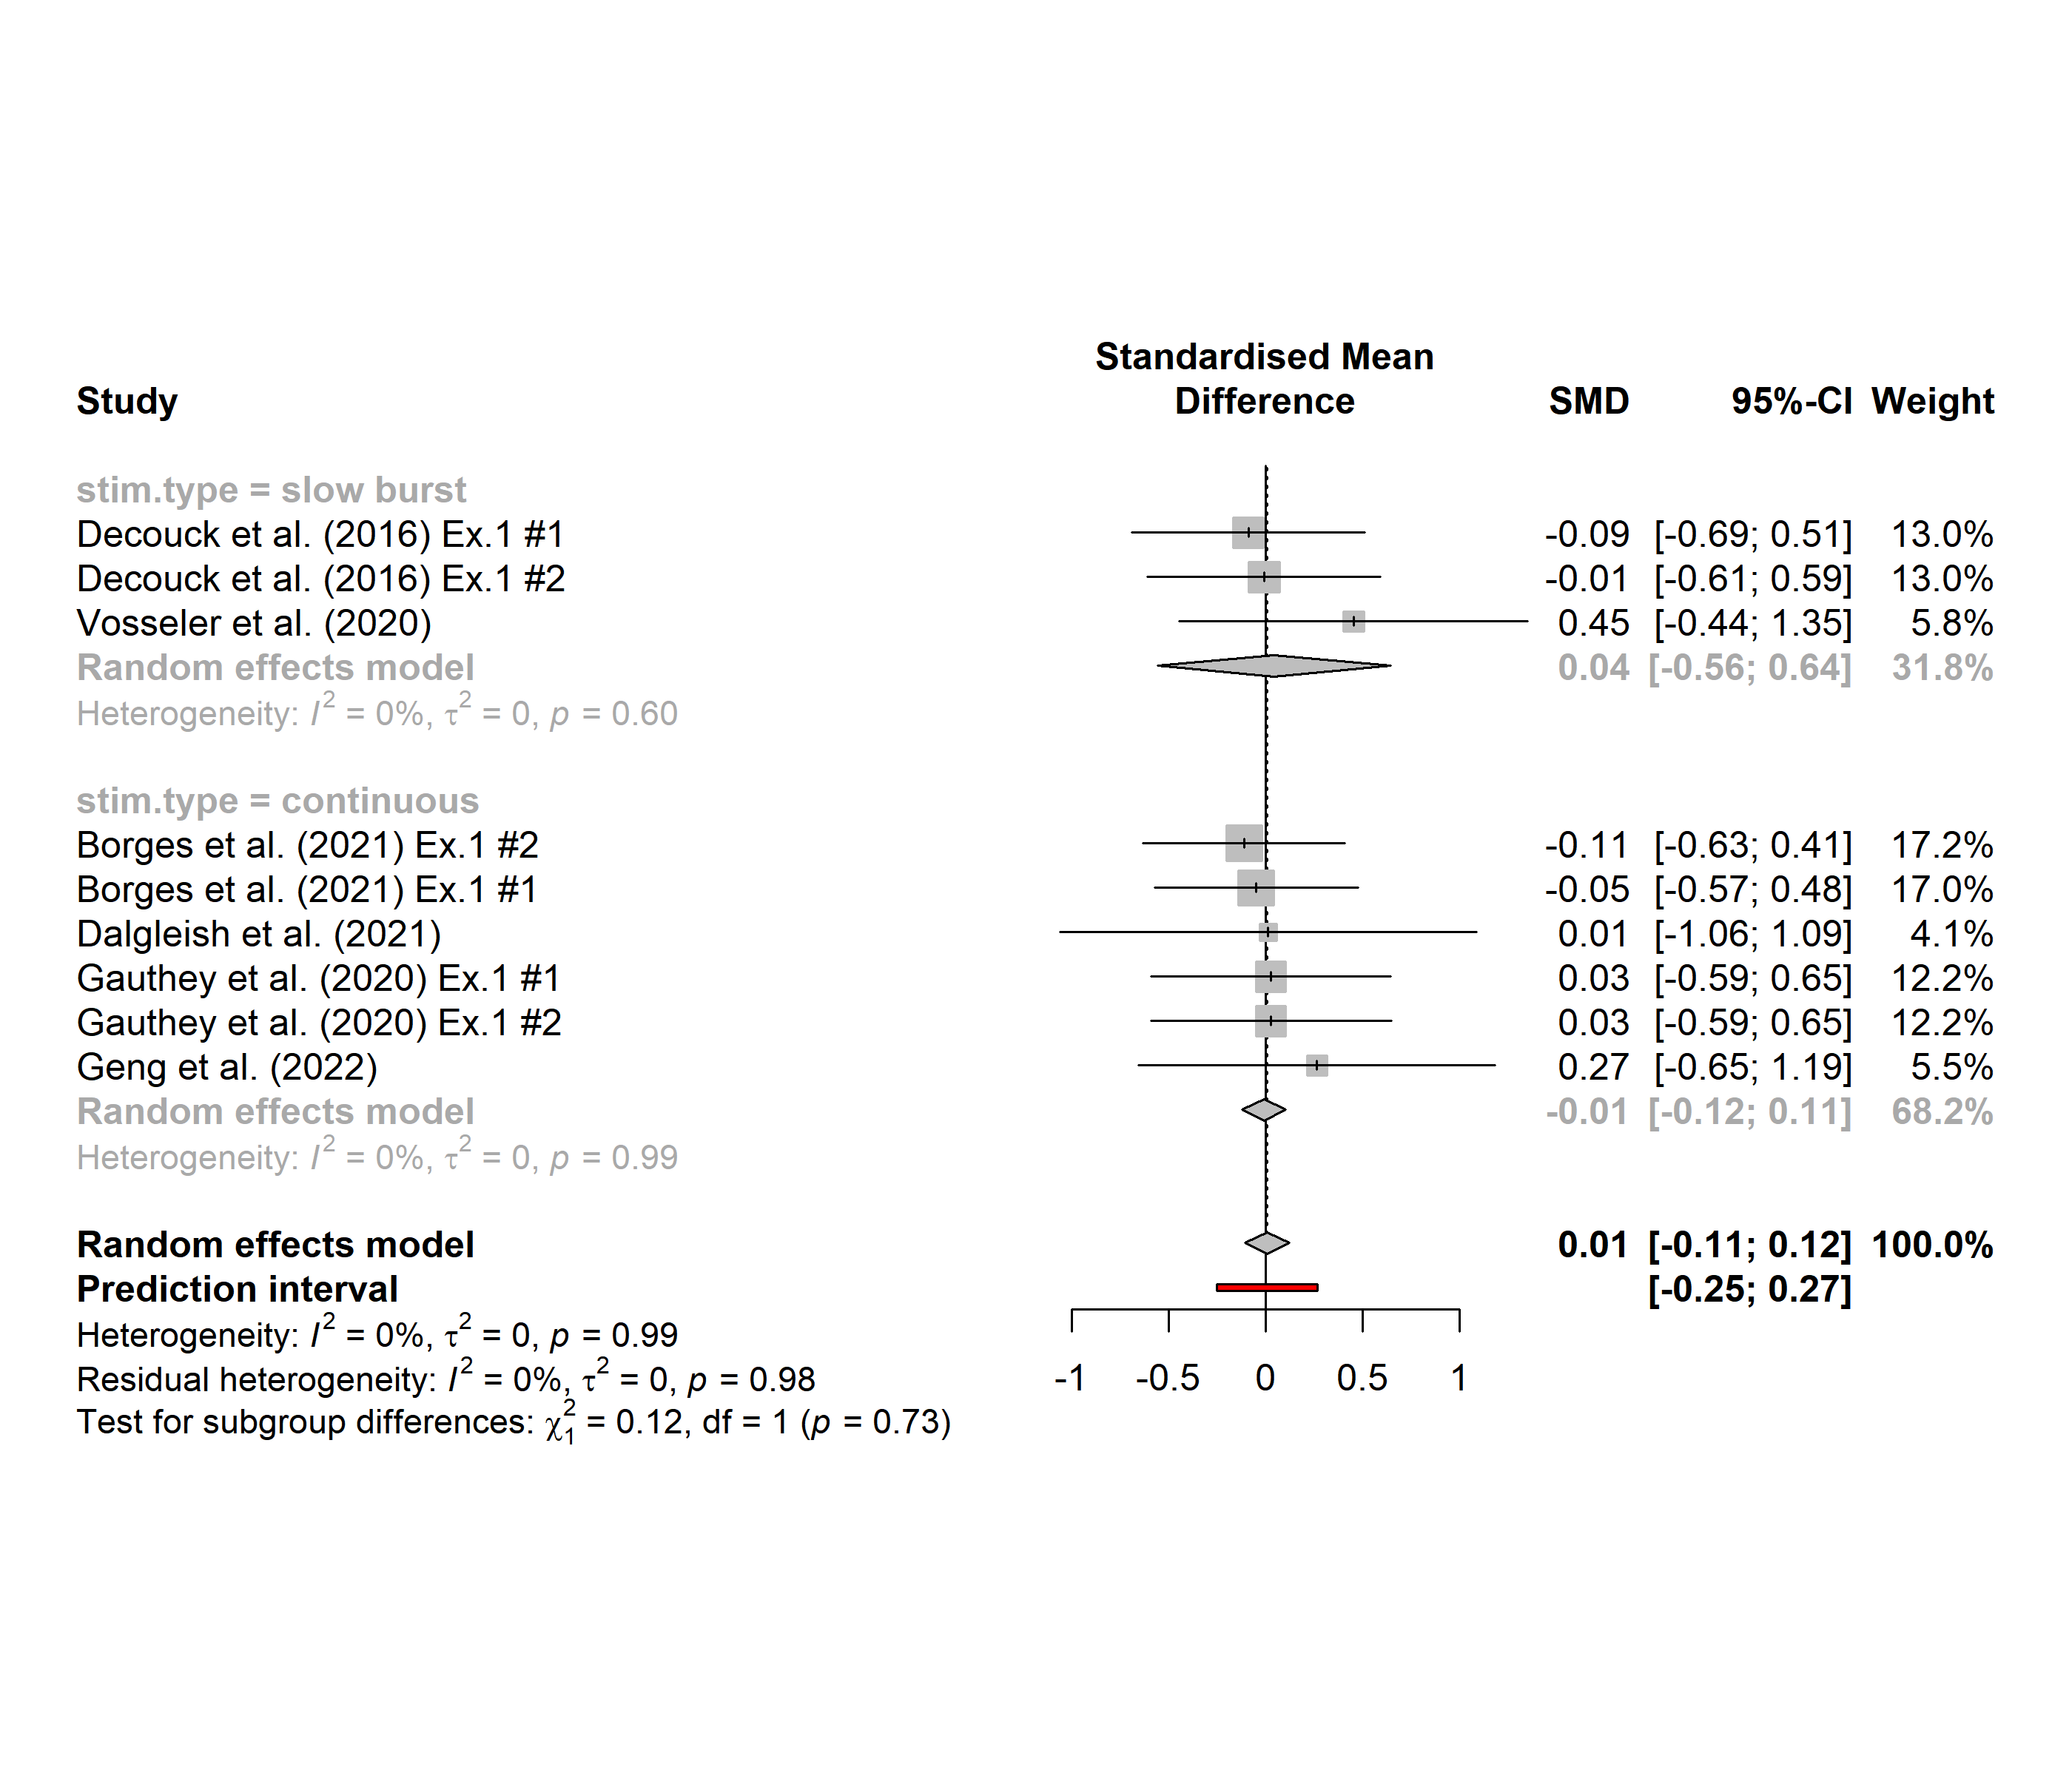 Standardised Mean
Study Difference SMD 95%-CI Weight
stim.type = slow burst
Decouck et al. (2016) Ex.1 #1 -0.09 [-0.69; 0.51] 13.0%
Decouck et al. (2016) Ex.1 #2 -0.01 [-0.61; 0.59] 13.0%
Vosseler et al. (2020) 0.45 [-0.44; 1.35] 5.8%
Random effects model 0.04 [-0.56; 0.64] 31.8%
Heterogeneity: I² = 0%, τ² = 0, p = 0.60
stim.type = continuous
Borges et al. (2021) Ex.1 #2 -0.11 [-0.63; 0.41] 17.2%
Borges et al. (2021) Ex.1 #1 -0.05 [-0.57; 0.48] 17.0%
Dalgleish et al. (2021) 0.01 [-1.06; 1.09] 4.1%
Gauthey et al. (2020) Ex.1 #1 0.03 [-0.59; 0.65] 12.2%
Gauthey et al. (2020) Ex.1 #2 0.03 [-0.59; 0.65] 12.2%
Geng et al. (2022) 0.27 [-0.65; 1.19] 5.5%
Random effects model -0.01 [-0.12; 0.11] 68.2%
Heterogeneity: I² = 0%, τ² = 0, p = 0.99
Random effects model 0.01 [-0.11; 0.12] 100.0%
Prediction interval [-0.25; 0.27]
Heterogeneity: I² = 0%, τ² = 0, p = 0.99
Residual heterogeneity: I² = 0%, τ² = 0, p = 0.98
-1 -0.5 0 0.5 1
Test for subgroup differences: χ²₁ = 0.12, df = 1 (p = 0.73)